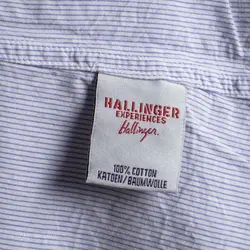 HALLINGER
EXPERIENCES
Hallinger.
100% COTTON
KATOEN/BAUMWOLLE